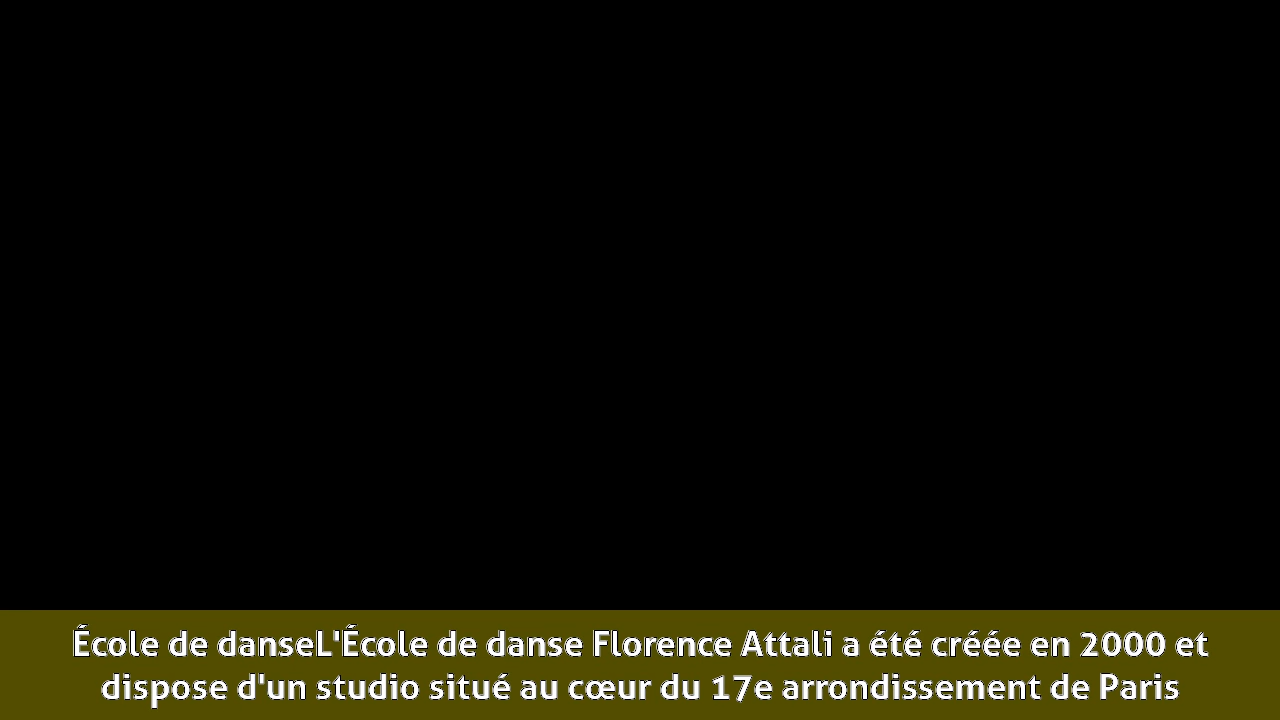 École de danseL'École de danse Florence Attali a été créée en 2000 et
dispose d'un studio situé au cœur du 17e arrondissement de Paris